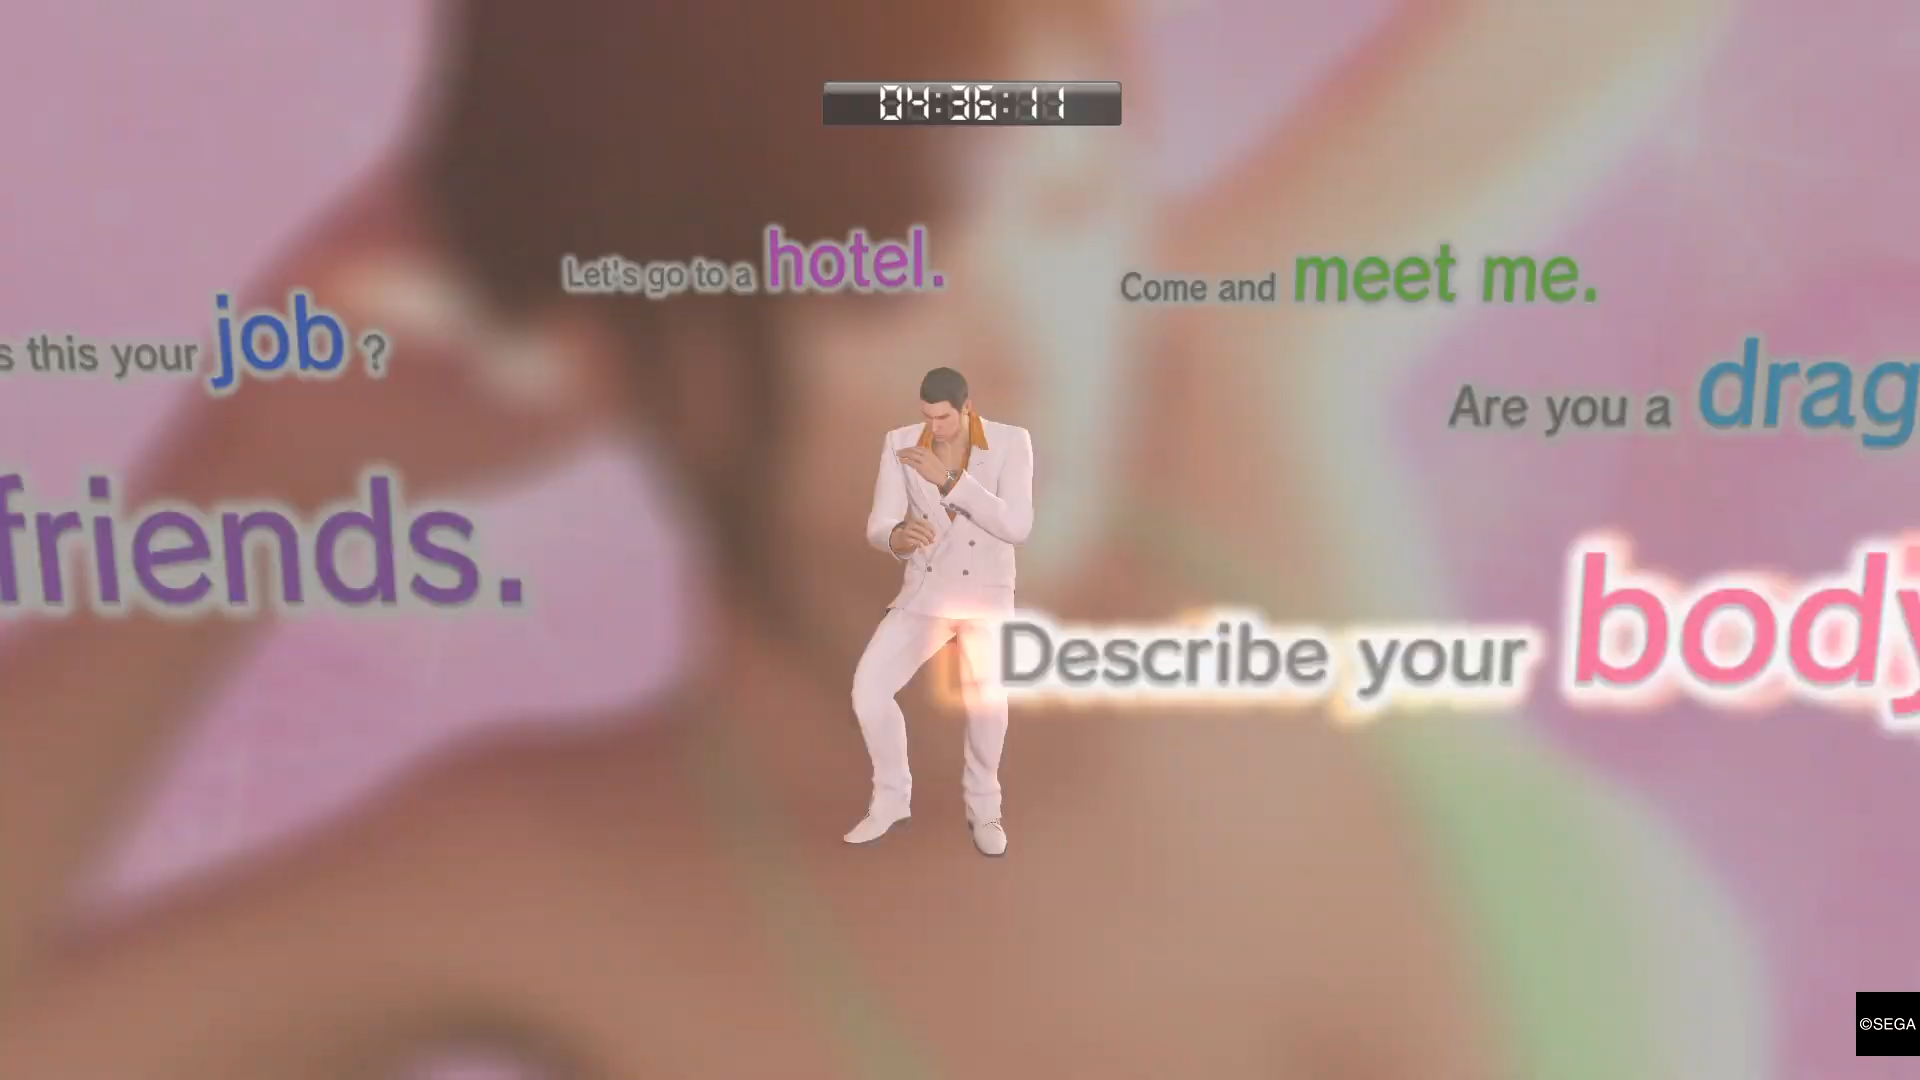 04:36:11
Let's go to a hotel.
Come and meet me.
s this your job ?
Are you a drag
friends.
Describe your body
©SEGA